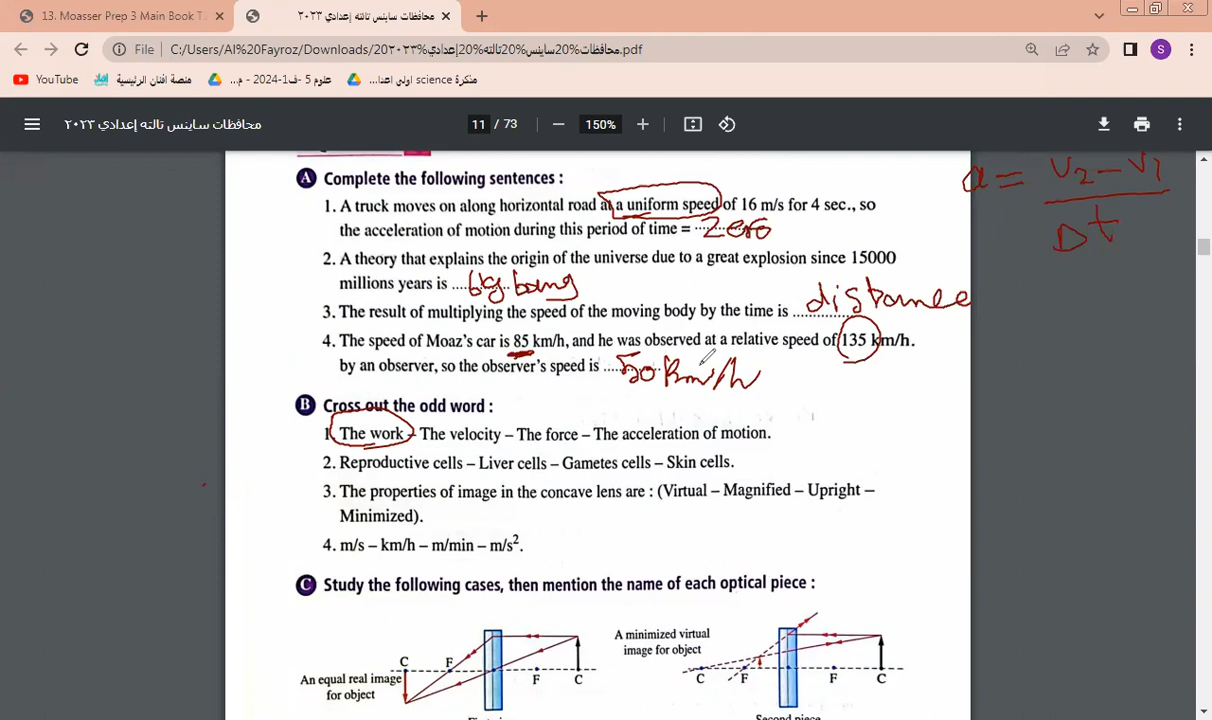 13. Moasser Prep 3 Main Book T
محافظات ساينس تالته إعدادي ٢٠٢٣
File
C:/Users/Al%20Fayroz/Downloads/20٢٠٢٣%محافظات%20ساينس%20تالته%20إعدادي.pdf
S
YouTube
منصة افنان الرئيسية
علوم 5 -ف1-2024 - م...
مذكرة science اولي اعدا...
محافظات ساينس تالته إعدادي ٢٠٢٣
11 / 73
150%
A Complete the following sentences :
1. A truck moves on along horizontal road at a uniform speed of 16 m/s for 4 sec., so
the acceleration of motion during this period of time = ........ zero
2. A theory that explains the origin of the universe due to a great explosion since 15000
millions years is ........ big bang
3. The result of multiplying the speed of the moving body by the time is ............ distance
4. The speed of Moaz's car is 85 km/h, and he was observed at a relative speed of 135 km/h.
by an observer, so the observer's speed is ........ 50 km/h
a = V2 - V1
Dt
B Cross out the odd word :
1. The work – The velocity – The force – The acceleration of motion.
2. Reproductive cells – Liver cells – Gametes cells – Skin cells.
3. The properties of image in the concave lens are : (Virtual – Magnified – Upright –
Minimized).
4. m/s – km/h – m/min – m/s².
C Study the following cases, then mention the name of each optical piece :
C F F C
An equal real image
for object
A minimized virtual
image for object
C F F C
Second piece